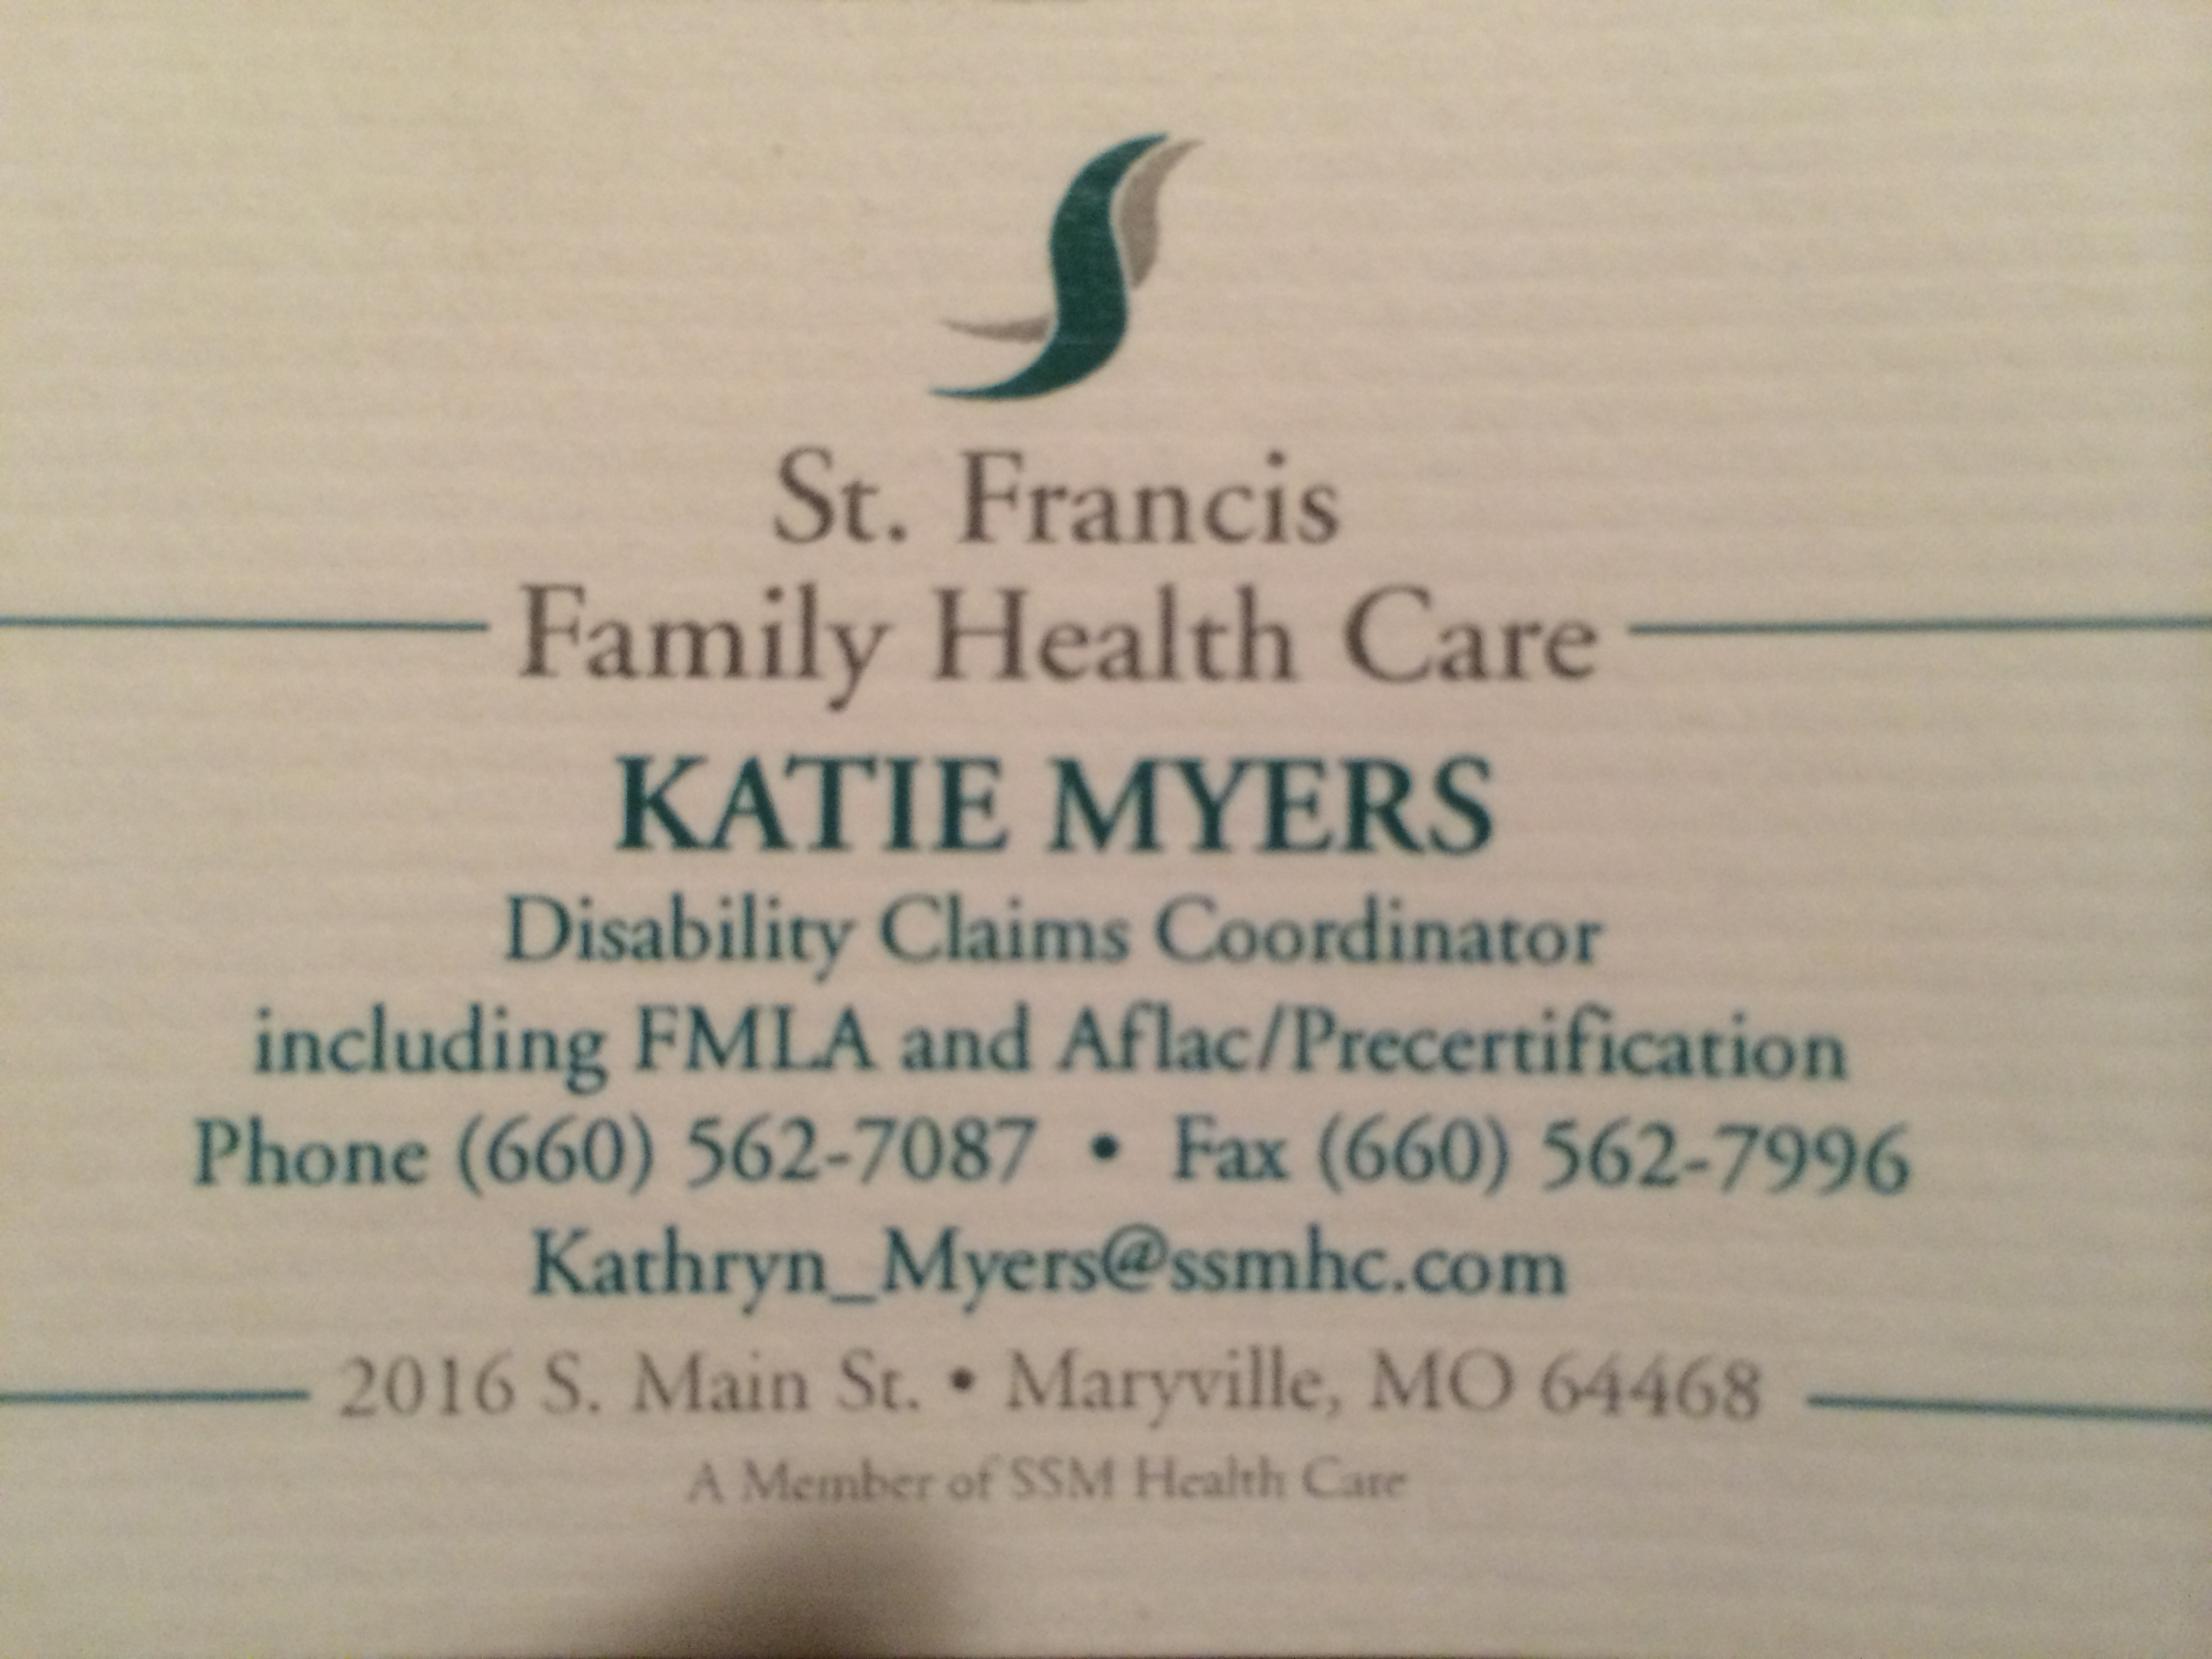 St. Francis
Family Health Care
KATIE MYERS
Disability Claims Coordinator
including FMLA and Aflac/Precertification
Phone (660) 562-7087 • Fax (660) 562-7996
Kathryn_Myers@ssmhc.com
2016 S. Main St. • Maryville, MO 64468
A Member of SSM Health Care